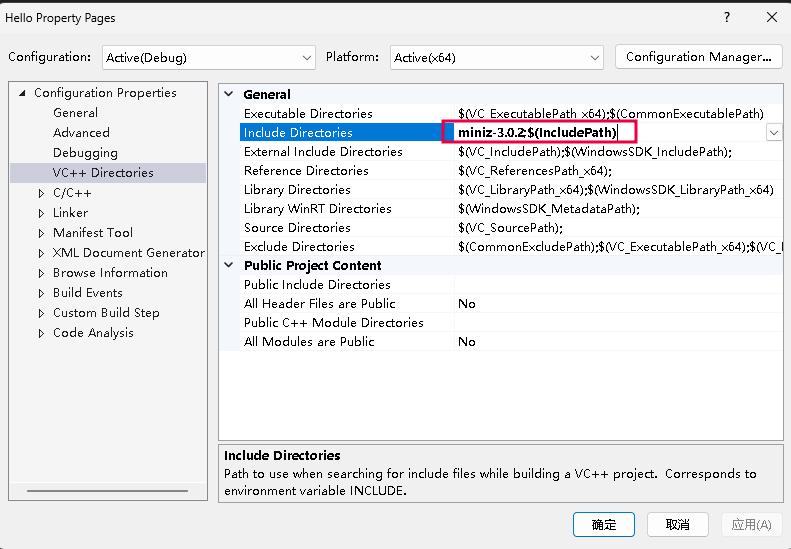 Hello Property Pages
Configuration: Active(Debug) Platform: Active(x64) Configuration Manager...
Configuration Properties
General
Advanced
Debugging
VC++ Directories
C/C++
Linker
Manifest Tool
XML Document Generator
Browse Information
Build Events
Custom Build Step
Code Analysis
General
Executable Directories $(VC_ExecutablePath_x64);$(CommonExecutablePath)
Include Directories miniz-3.0.2;$(IncludePath)
External Include Directories $(VC_IncludePath);$(WindowsSDK_IncludePath);
Reference Directories $(VC_ReferencesPath_x64);
Library Directories $(VC_LibraryPath_x64);$(WindowsSDK_LibraryPath_x64)
Library WinRT Directories $(WindowsSDK_MetadataPath);
Source Directories $(VC_SourcePath);
Exclude Directories $(CommonExcludePath);$(VC_ExecutablePath_x64);$(VC_
Public Project Content
Public Include Directories
All Header Files are Public No
Public C++ Module Directories
All Modules are Public No
Include Directories
Path to use when searching for include files while building a VC++ project. Corresponds to
environment variable INCLUDE.
确定 取消 应用(A)